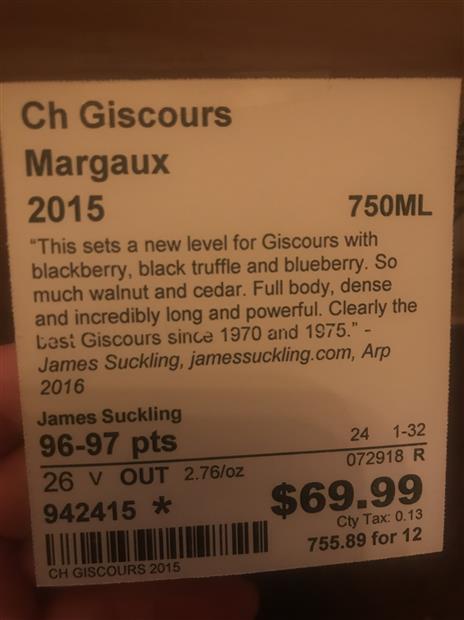 Ch Giscours
Margaux
2015 750ML
“This sets a new level for Giscours with
blackberry, black truffle and blueberry. So
much walnut and cedar. Full body, dense
and incredibly long and powerful. Clearly the
best Giscours since 1970 and 1975.” -
James Suckling, jamessuckling.com, Arp
2016
James Suckling
96-97 pts 24 1-32
26 V OUT 2.76/oz 072918 R
942415 * $69.99
Cty Tax: 0.13
755.89 for 12
CH GISCOURS 2015